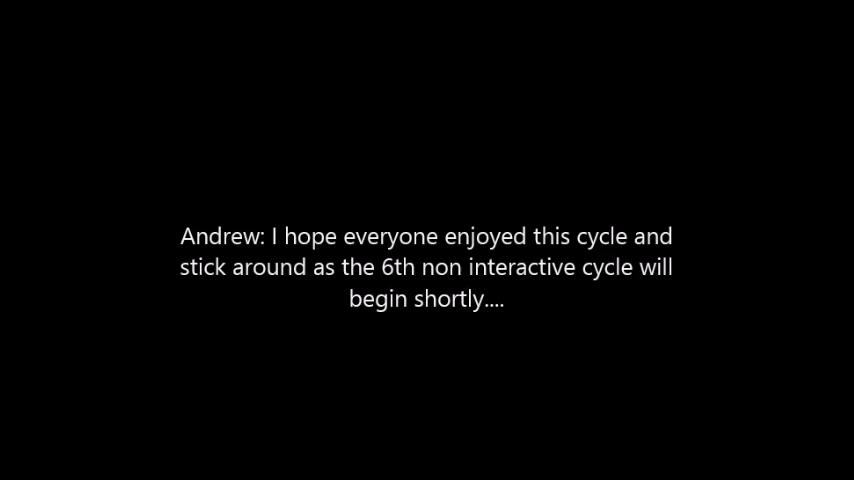 Andrew: I hope everyone enjoyed this cycle and
stick around as the 6th non interactive cycle will
begin shortly....